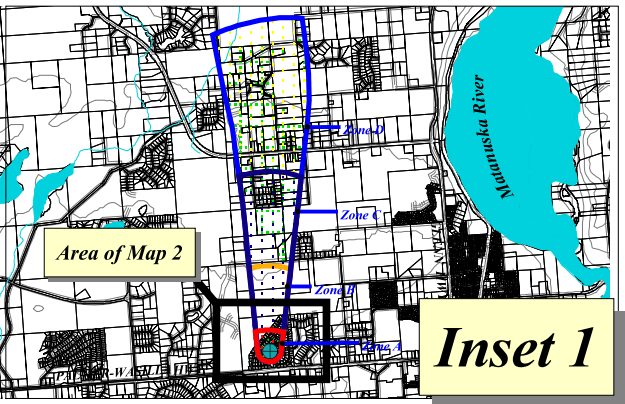 Matanuska River
Zone D
Zone C
Area of Map 2
Zone B
Inset 1
Zone A